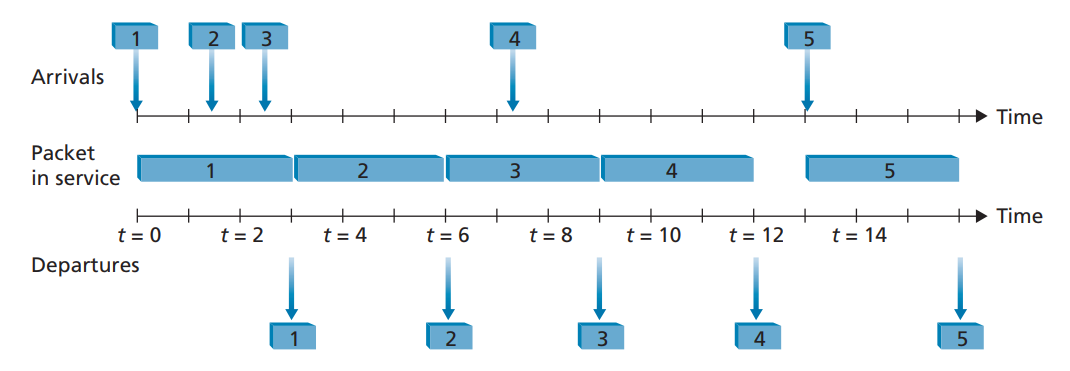 1 2 3 4 5
Arrivals
Time
Packet
in service
1 2 3 4 5
Time
t = 0 t = 2 t = 4 t = 6 t = 8 t = 10 t = 12 t = 14
Departures
1 2 3 4 5